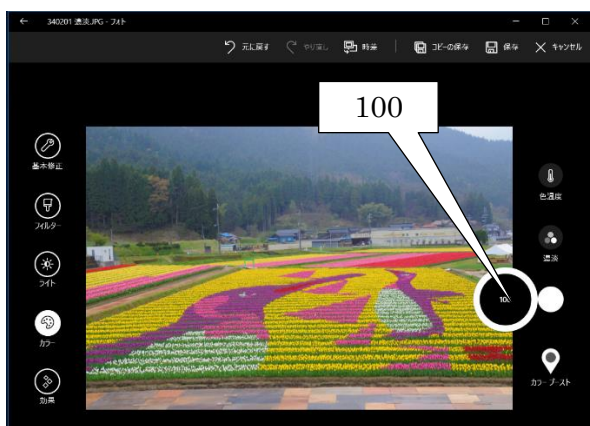 340201 濃淡.JPG - フォト
元に戻す やり直し 時差 コピーの保存 保存 キャンセル
100
基本修正
フィルター
ライト
カラー
効果
色温度
濃淡
100
カラー ブースト